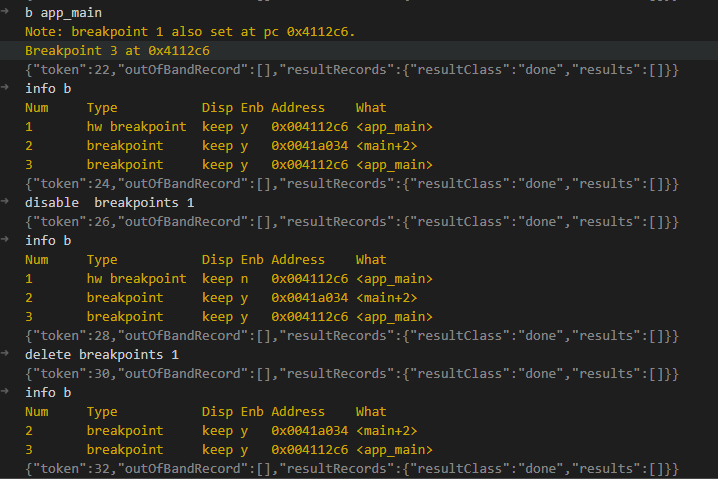 b app_main
Note: breakpoint 1 also set at pc 0x4112c6.
Breakpoint 3 at 0x4112c6
{"token":22,"outOfBandRecord":[],"resultRecords":{"resultClass":"done","results":[]}}
info b
Num Type Disp Enb Address What
1 hw breakpoint keep y 0x004112c6 <app_main>
2 breakpoint keep y 0x0041a034 <main+2>
3 breakpoint keep y 0x004112c6 <app_main>
{"token":24,"outOfBandRecord":[],"resultRecords":{"resultClass":"done","results":[]}}
disable  breakpoints 1
{"token":26,"outOfBandRecord":[],"resultRecords":{"resultClass":"done","results":[]}}
info b
Num Type Disp Enb Address What
1 hw breakpoint keep n 0x004112c6 <app_main>
2 breakpoint keep y 0x0041a034 <main+2>
3 breakpoint keep y 0x004112c6 <app_main>
{"token":28,"outOfBandRecord":[],"resultRecords":{"resultClass":"done","results":[]}}
delete breakpoints 1
{"token":30,"outOfBandRecord":[],"resultRecords":{"resultClass":"done","results":[]}}
info b
Num Type Disp Enb Address What
2 breakpoint keep y 0x0041a034 <main+2>
3 breakpoint keep y 0x004112c6 <app_main>
{"token":32,"outOfBandRecord":[],"resultRecords":{"resultClass":"done","results":[]}}